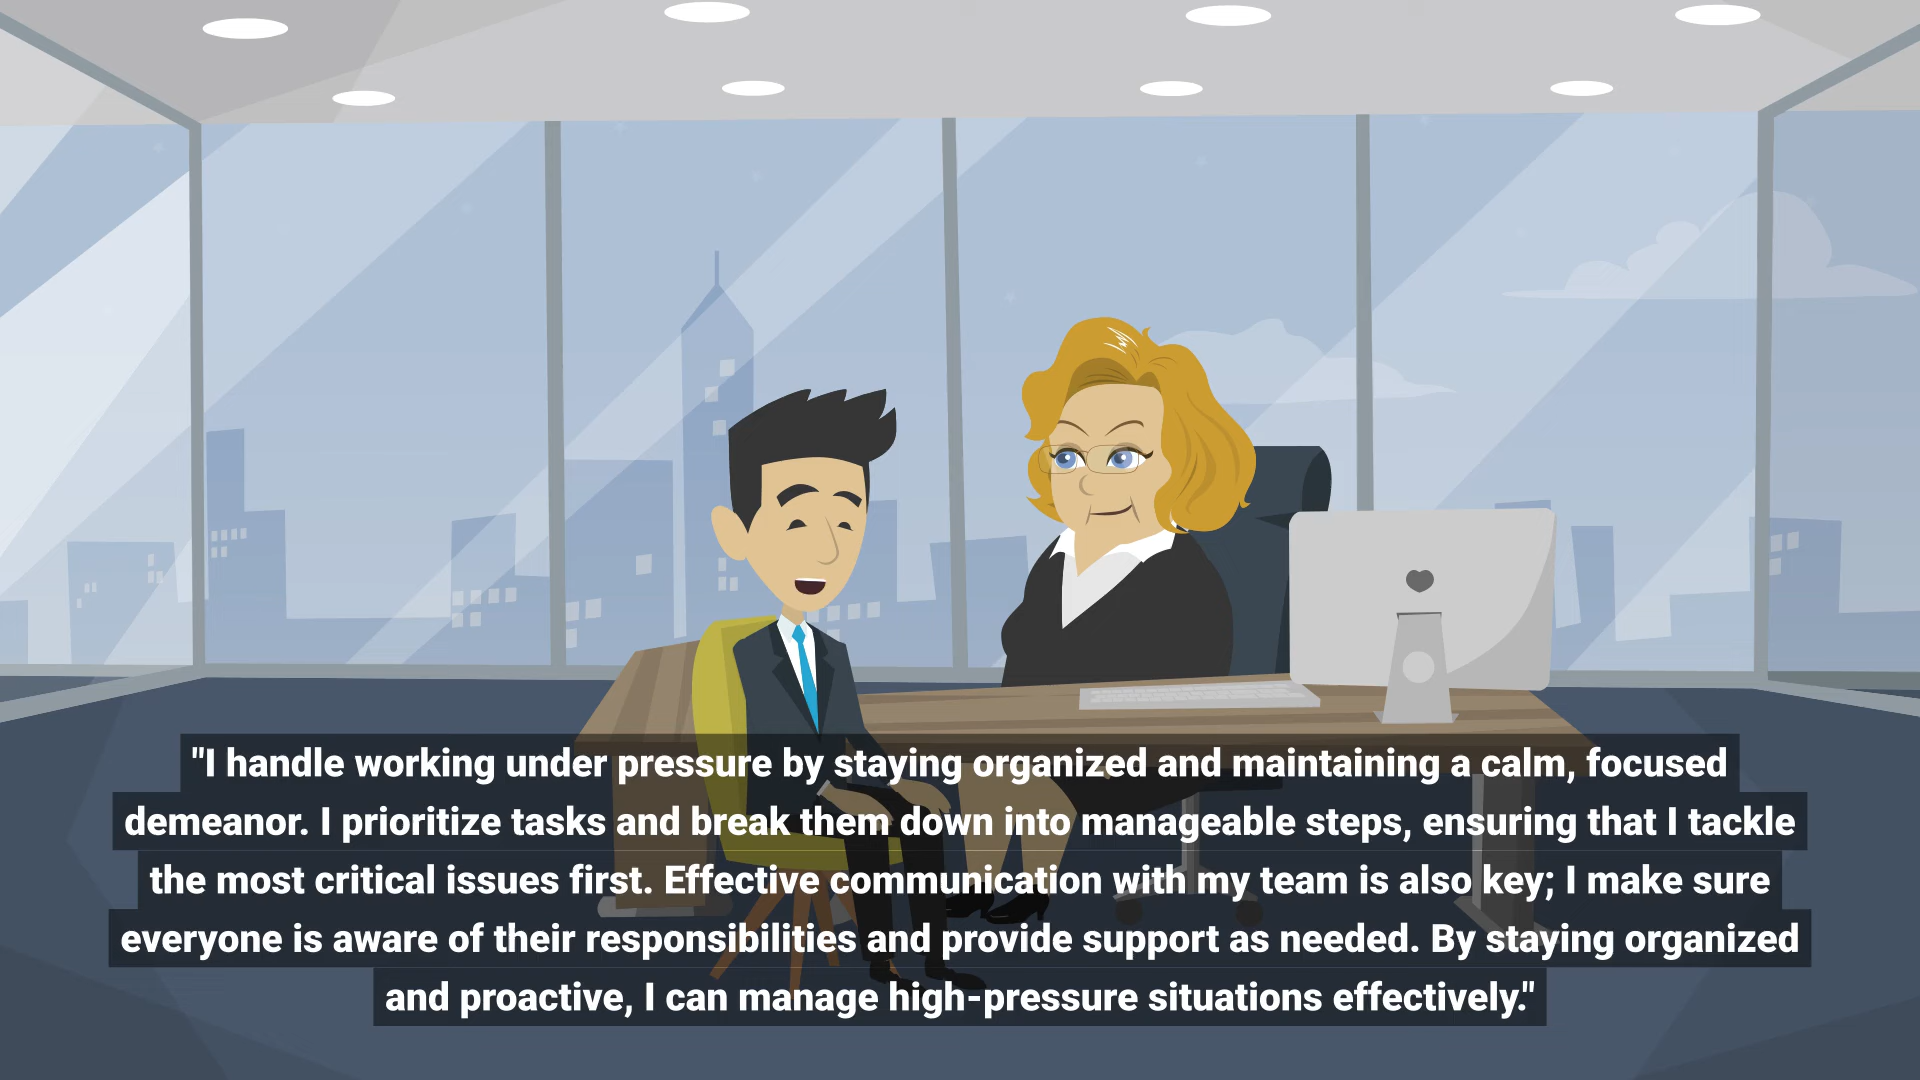 "I handle working under pressure by staying organized and maintaining a calm, focused
demeanor. I prioritize tasks and break them down into manageable steps, ensuring that I tackle
the most critical issues first. Effective communication with my team is also key; I make sure
everyone is aware of their responsibilities and provide support as needed. By staying organized
and proactive, I can manage high-pressure situations effectively."